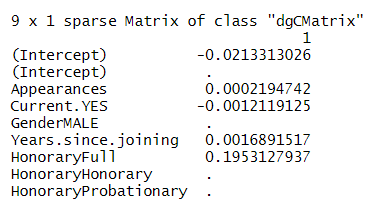 9 x 1 sparse Matrix of class "dgCMatrix"
1
(Intercept) -0.0213313026
(Intercept) .
Appearances 0.0029194742
Current.YES -0.0012119125
GenderMALE .
Years.since.joining 0.0016891517
HonoraryFull 0.1953127937
HonoraryHonorary .
HonoraryProbationary .